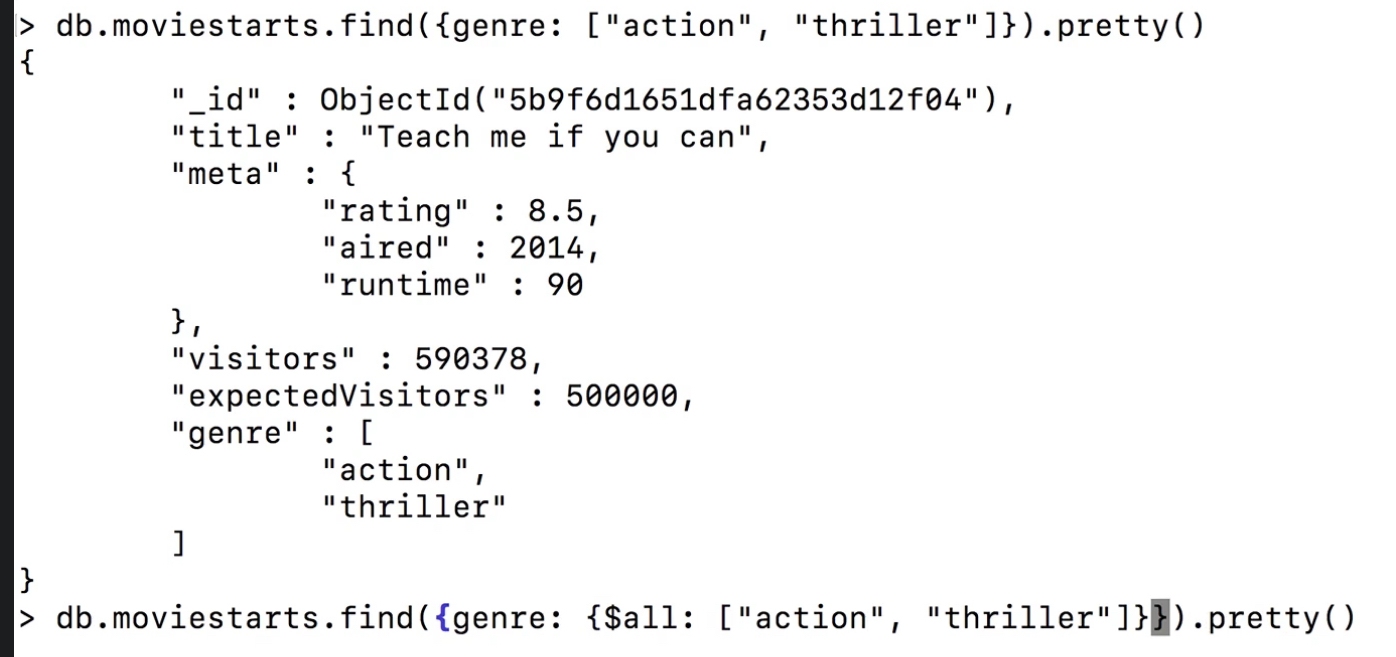 > db.moviestarts.find({genre: ["action", "thriller"]}).pretty()
{
        "_id" : ObjectId("5b9f6d1651dfa62353d12f04"),
        "title" : "Teach me if you can",
        "meta" : {
                "rating" : 8.5,
                "aired" : 2014,
                "runtime" : 90
        },
        "visitors" : 590378,
        "expectedVisitors" : 500000,
        "genre" : [
                "action",
                "thriller"
        ]
}
> db.moviestarts.find({genre: {$all: ["action", "thriller"]}}).pretty()